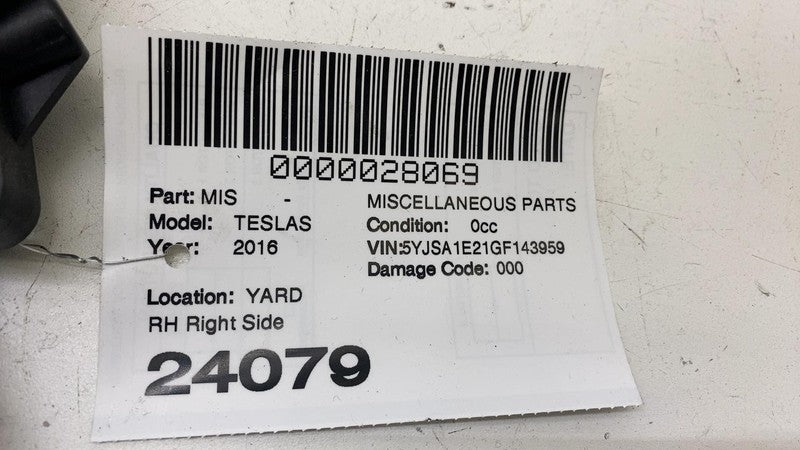 0000028069
Part: MIS - MISCELLANEOUS PARTS
Model: TESLAS Condition: 0cc
Year: 2016 VIN:5YJSA1E21GF143959
Damage Code: 000
Location: YARD
RH Right Side
24079